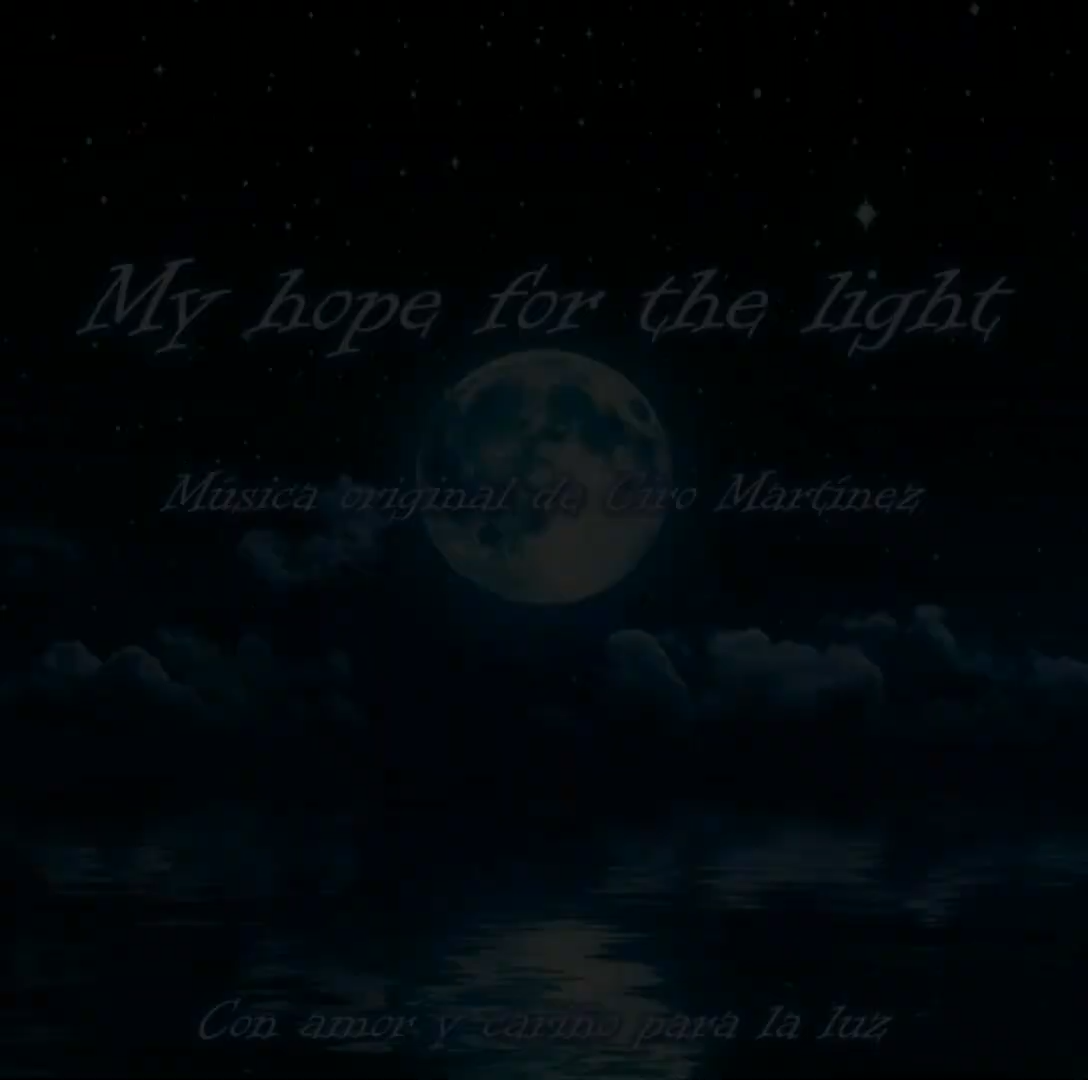 My hope for the light
Música original de Ciro Martínez
Con amor y cariño para la luz